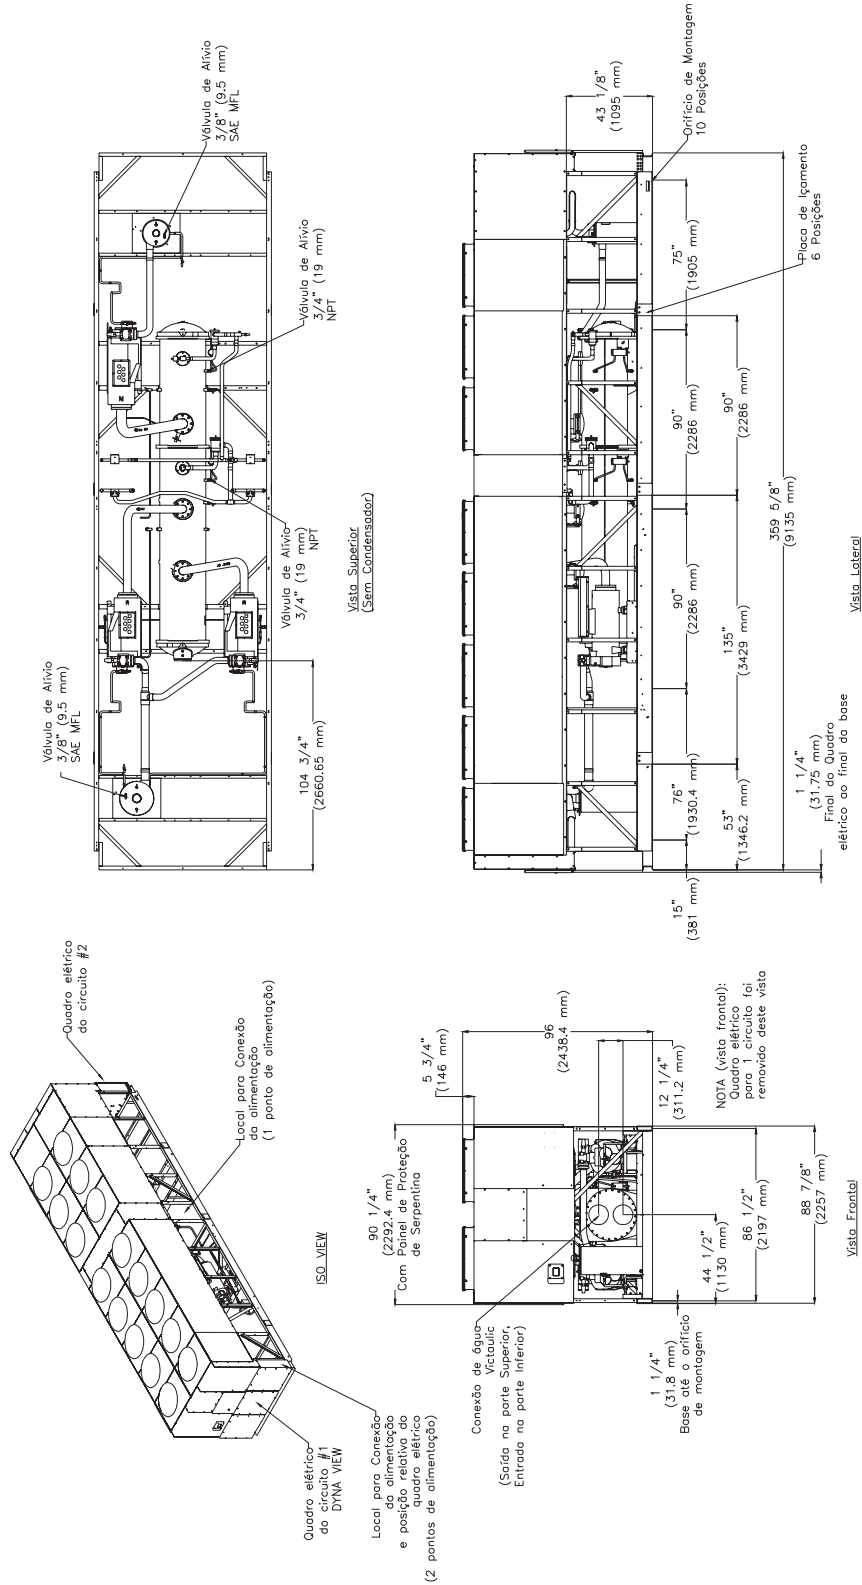 Válvula de Alívio
3/8" (9.5 mm)
SAE MFL
Válvula de Alívio
3/8" (9.5 mm)
SAE MFL
104 3/4"
(2660.65 mm)
Válvula de Alívio
3/4" (19 mm)
NPT
Válvula de Alívio
3/4" (19 mm)
NPT
Vista Superior
(Sem Condensador)
Quadro elétrico
do circuito #2
Local para Conexão
da alimentação
(1 ponto de alimentação)
ISO VIEW
Quadro elétrico
do circuito #1
DYNA VIEW
Local para Conexão
da alimentação
e posição relativa do
quadro elétrico
(2 pontos de alimentação)
43 1/8"
(1095 mm)
Orifício de Montagem
10 Posições
Placa de Içamento
6 Posições
15"
(381 mm)
76"
(1930.4 mm)
90"
(2286 mm)
90"
(2286 mm)
75"
(1905 mm)
53"
(1346.2 mm)
135"
(3429 mm)
90"
(2286 mm)
359 5/8"
(9135 mm)
1 1/4"
(31.75 mm)
Final do Quadro
elétrico ao final da base
Vista Lateral
90 1/4"
(2292.4 mm)
Com Painel de Proteção
de Serpentina
5 3/4"
(146 mm)
96
(2438.4 mm)
12 1/4"
(311.2 mm)
NOTA (vista frontal):
Quadro elétrico
para 1 circuito foi
removido deste vista
Conexão de água
Victaulic
(Saída na parte Superior,
Entrada na parte Inferior)
1 1/4"
(31.8 mm)
Base até o orifício
de montagem
44 1/2"
(1130 mm)
86 1/2"
(2197 mm)
88 7/8"
(2257 mm)
Vista Frontal